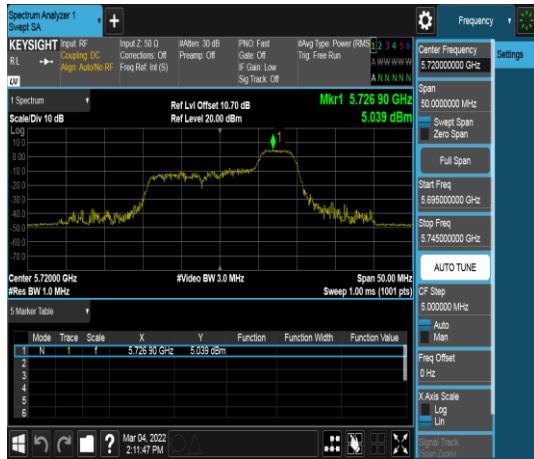 Spectrum Analyzer 1
Swept SA
Frequency
KEYSIGHT
RL
LXI
Input: RF
Coupling: DC
Align: Auto/No RF
Input Z: 50 Ω
Corrections: Off
Freq Ref: Int (S)
#Atten: 30 dB
Preamp: Off
PNO: Fast
Gate: Off
IF Gain: Low
Sig Track: Off
#Avg Type: Power (RMS
Trig: Free Run
1 2 3 4 5 6
A W W W W W
A N N N N N
1 Spectrum
Scale/Div 10 dB
Ref Lvl Offset 10.70 dB
Ref Level 20.00 dBm
Mkr1 5.726 90 GHz
5.039 dBm
Log
10.0
0.00
-10.0
-20.0
-30.0
-40.0
-50.0
-60.0
-70.0
1
Center 5.72000 GHz
#Res BW 1.0 MHz
#Video BW 3.0 MHz
Span 50.00 MHz
Sweep 1.00 ms (1001 pts)
5 Marker Table
Mode Trace Scale X Y Function Function Width Function Value
1 N 1 f 5.726 90 GHz 5.039 dBm
2
3
4
5
6
Mar 04, 2022
2:11:47 PM
Center Frequency
5.720000000 GHz
Settings
Span
50.0000000 MHz
Swept Span
Zero Span
Full Span
Start Freq
5.695000000 GHz
Stop Freq
5.745000000 GHz
AUTO TUNE
CF Step
5.000000 MHz
Auto
Man
Freq Offset
0 Hz
X Axis Scale
Log
Lin
Signal Track
(Span Zoom)